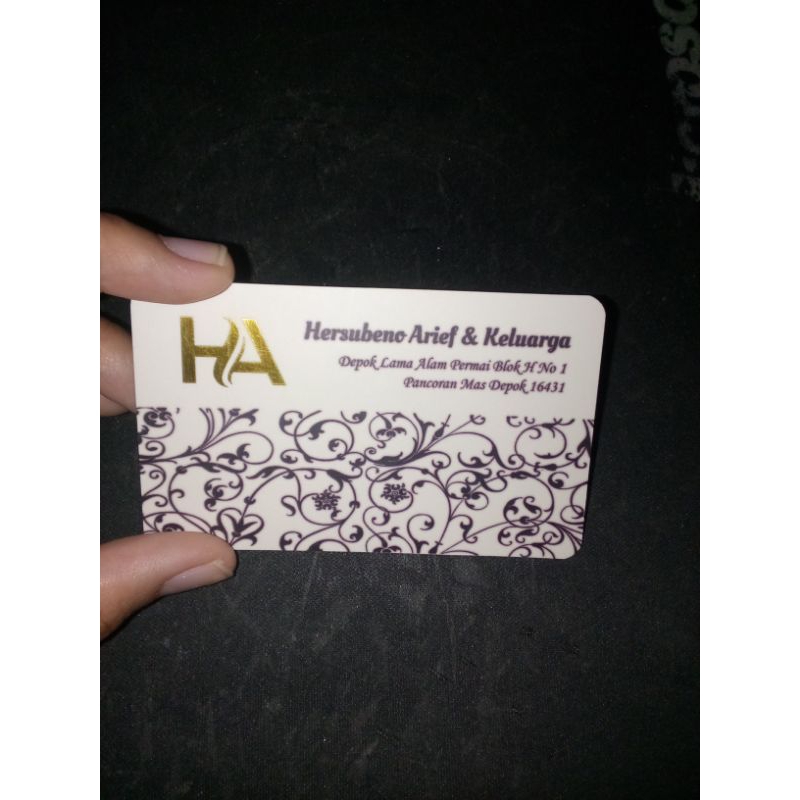 HA
Hersubeno Arief & Keluarga
Depok Lama Alam Permai Blok H No 1
Pancoran Mas Depok 16431